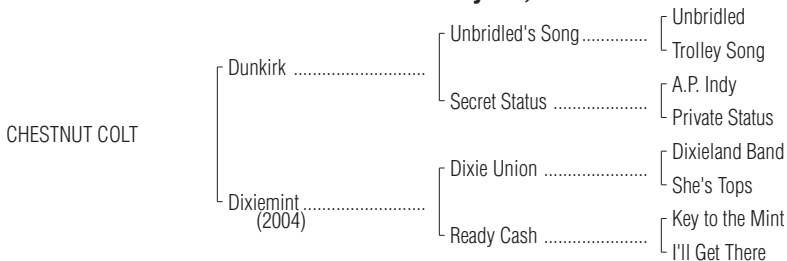 Unbridled
Unbridled's Song..............
Trolley Song
Dunkirk ............................
A.P. Indy
Secret Status ....................
Private Status
CHESTNUT COLT
Dixieland Band
Dixie Union ......................
She's Tops
Dixiemint ..........................
(2004)
Key to the Mint
Ready Cash ......................
I'll Get There